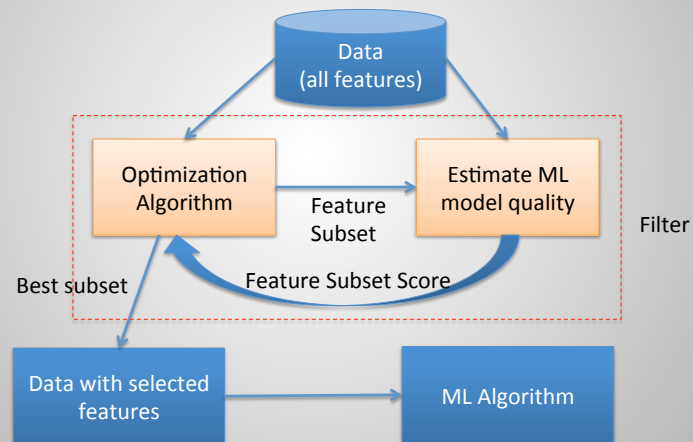 Data
(all features)
Optimization
Algorithm
Estimate ML
model quality
Feature
Subset
Filter
Feature Subset Score
Best subset
Data with selected
features
ML Algorithm